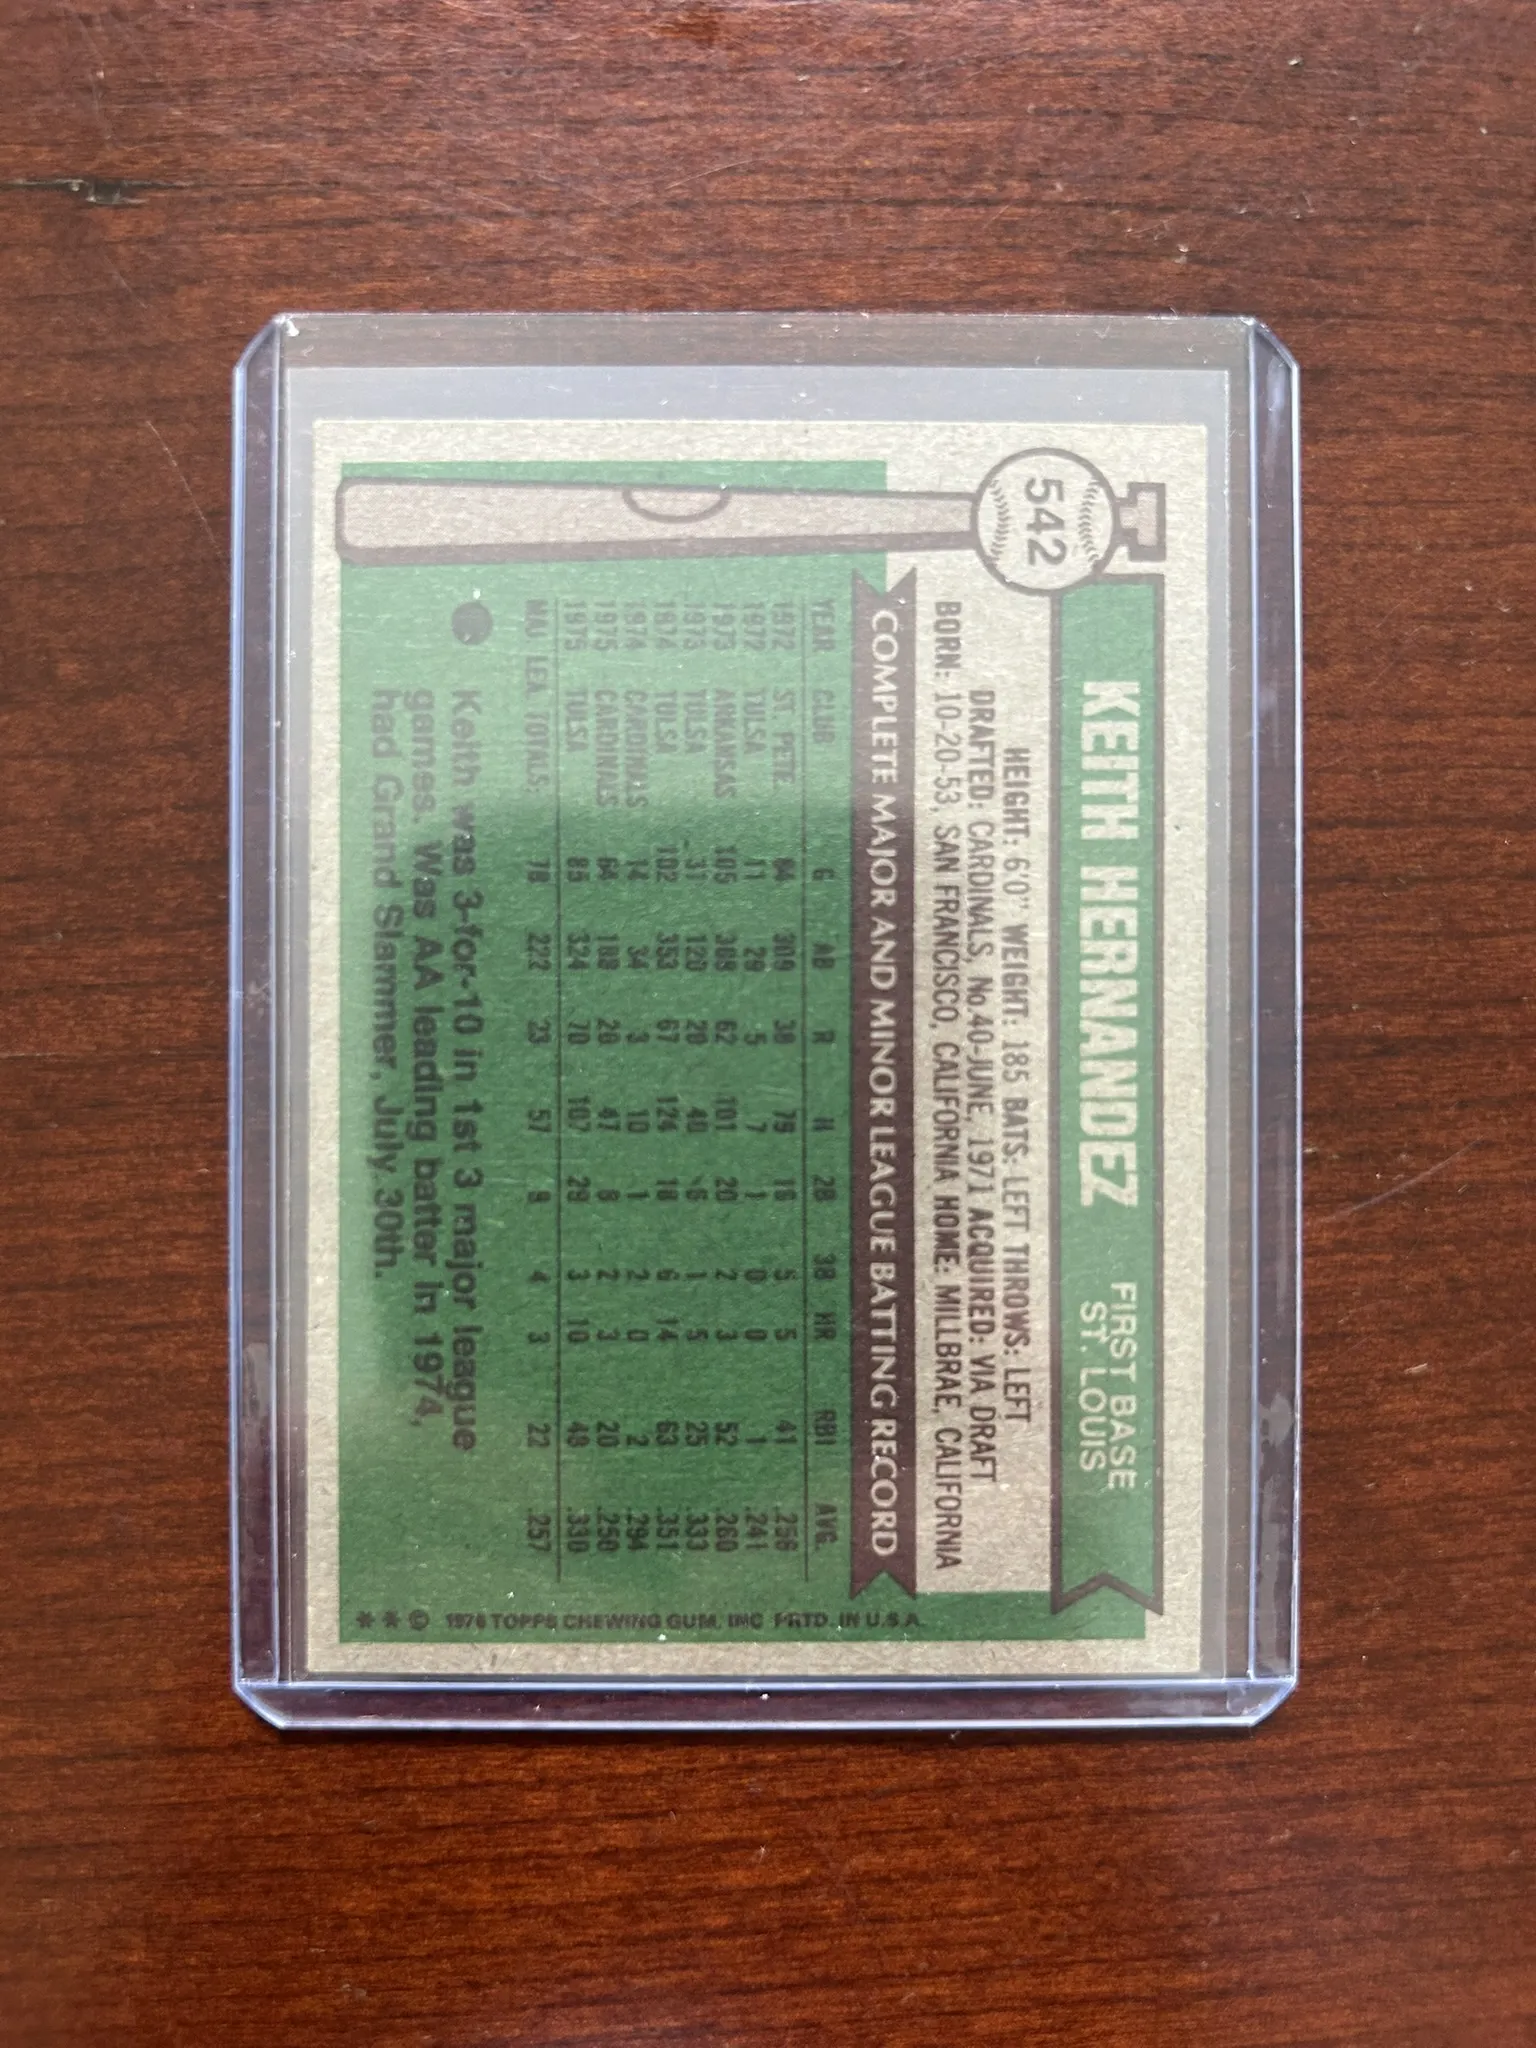 542
KEITH HERNANDEZ
FIRST BASE
ST. LOUIS
HEIGHT: 6'0" WEIGHT: 185 BATS: LEFT THROWS: LEFT
DRAFTED: CARDINALS, No.40-JUNE, 1971 ACQUIRED: VIA DRAFT
BORN: 10-20-53, SAN FRANCISCO, CALIFORNIA HOME: MILLBRAE, CALIFORNIA
COMPLETE MAJOR AND MINOR LEAGUE BATTING RECORD
YEAR CLUB G AB R H 2B 3B HR RBI AVG.
1972 ST. PETE 84 309 38 79 16 5 5 41 .256
1972 TULSA 11 29 5 7 1 0 0 1 .241
1973 ARKANSAS 105 388 62 101 20 2 3 52 .260
1973 TULSA 31 120 20 40 6 1 5 25 .333
1974 TULSA 102 353 67 124 18 6 14 63 .351
1974 CARDINALS 14 34 3 10 1 2 0 2 .294
1975 CARDINALS 64 188 20 47 8 2 3 20 .250
1975 TULSA 85 324 70 107 29 3 10 48 .330
MAJ. LEA. TOTALS: 78 222 23 57 9 4 3 22 .257
Keith was 3-for-10 in 1st 3 major league
games. Was AA leading batter in 1974,
had Grand Slammer, July 30th.
* * © 1976 TOPPS CHEWING GUM, INC PRTD. IN U.S.A.